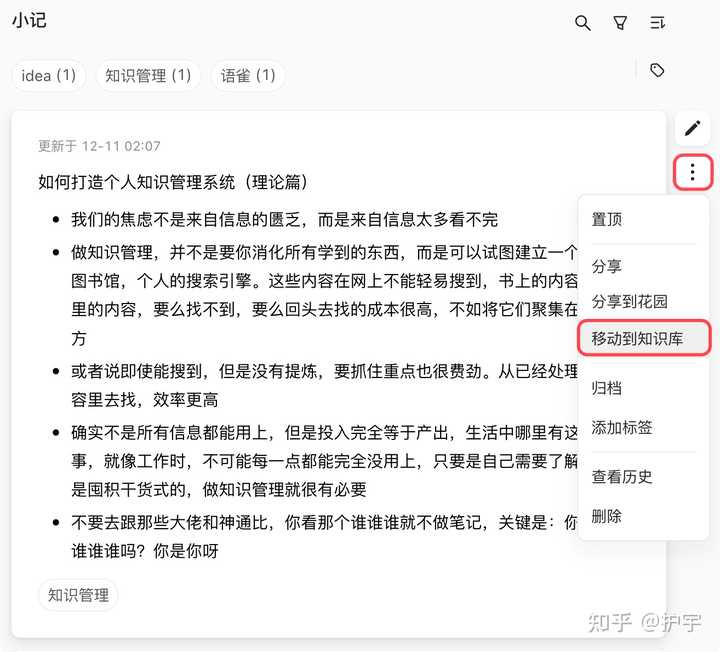 小记
idea (1)
知识管理 (1)
语雀 (1)
更新于 12-11 02:07
如何打造个人知识管理系统（理论篇）
我们的焦虑不是来自信息的匮乏，而是来自信息太多看不完
做知识管理，并不是要你消化所有学到的东西，而是可以试图建立一个
图书馆，个人的搜索引擎。这些内容在网上不能轻易搜到，书上的内容
里的内容，要么找不到，要么回头去找的成本很高，不如将它们聚集在
方
或者说即使能搜到，但是没有提炼，要抓住重点也很费劲。从已经处理
容里去找，效率更高
确实不是所有信息都能用上，但是投入完全等于产出，生活中哪里有这
事，就像工作时，不可能每一点都能完全没用上，只要是自己需要了解
是囤积干货式的，做知识管理就很有必要
不要去跟那些大佬和神通比，你看那个谁谁谁就不做笔记，关键是：你
谁谁谁吗？你是你呀
知识管理
置顶
分享
分享到花园
移动到知识库
归档
添加标签
查看历史
删除
知乎 @护宇